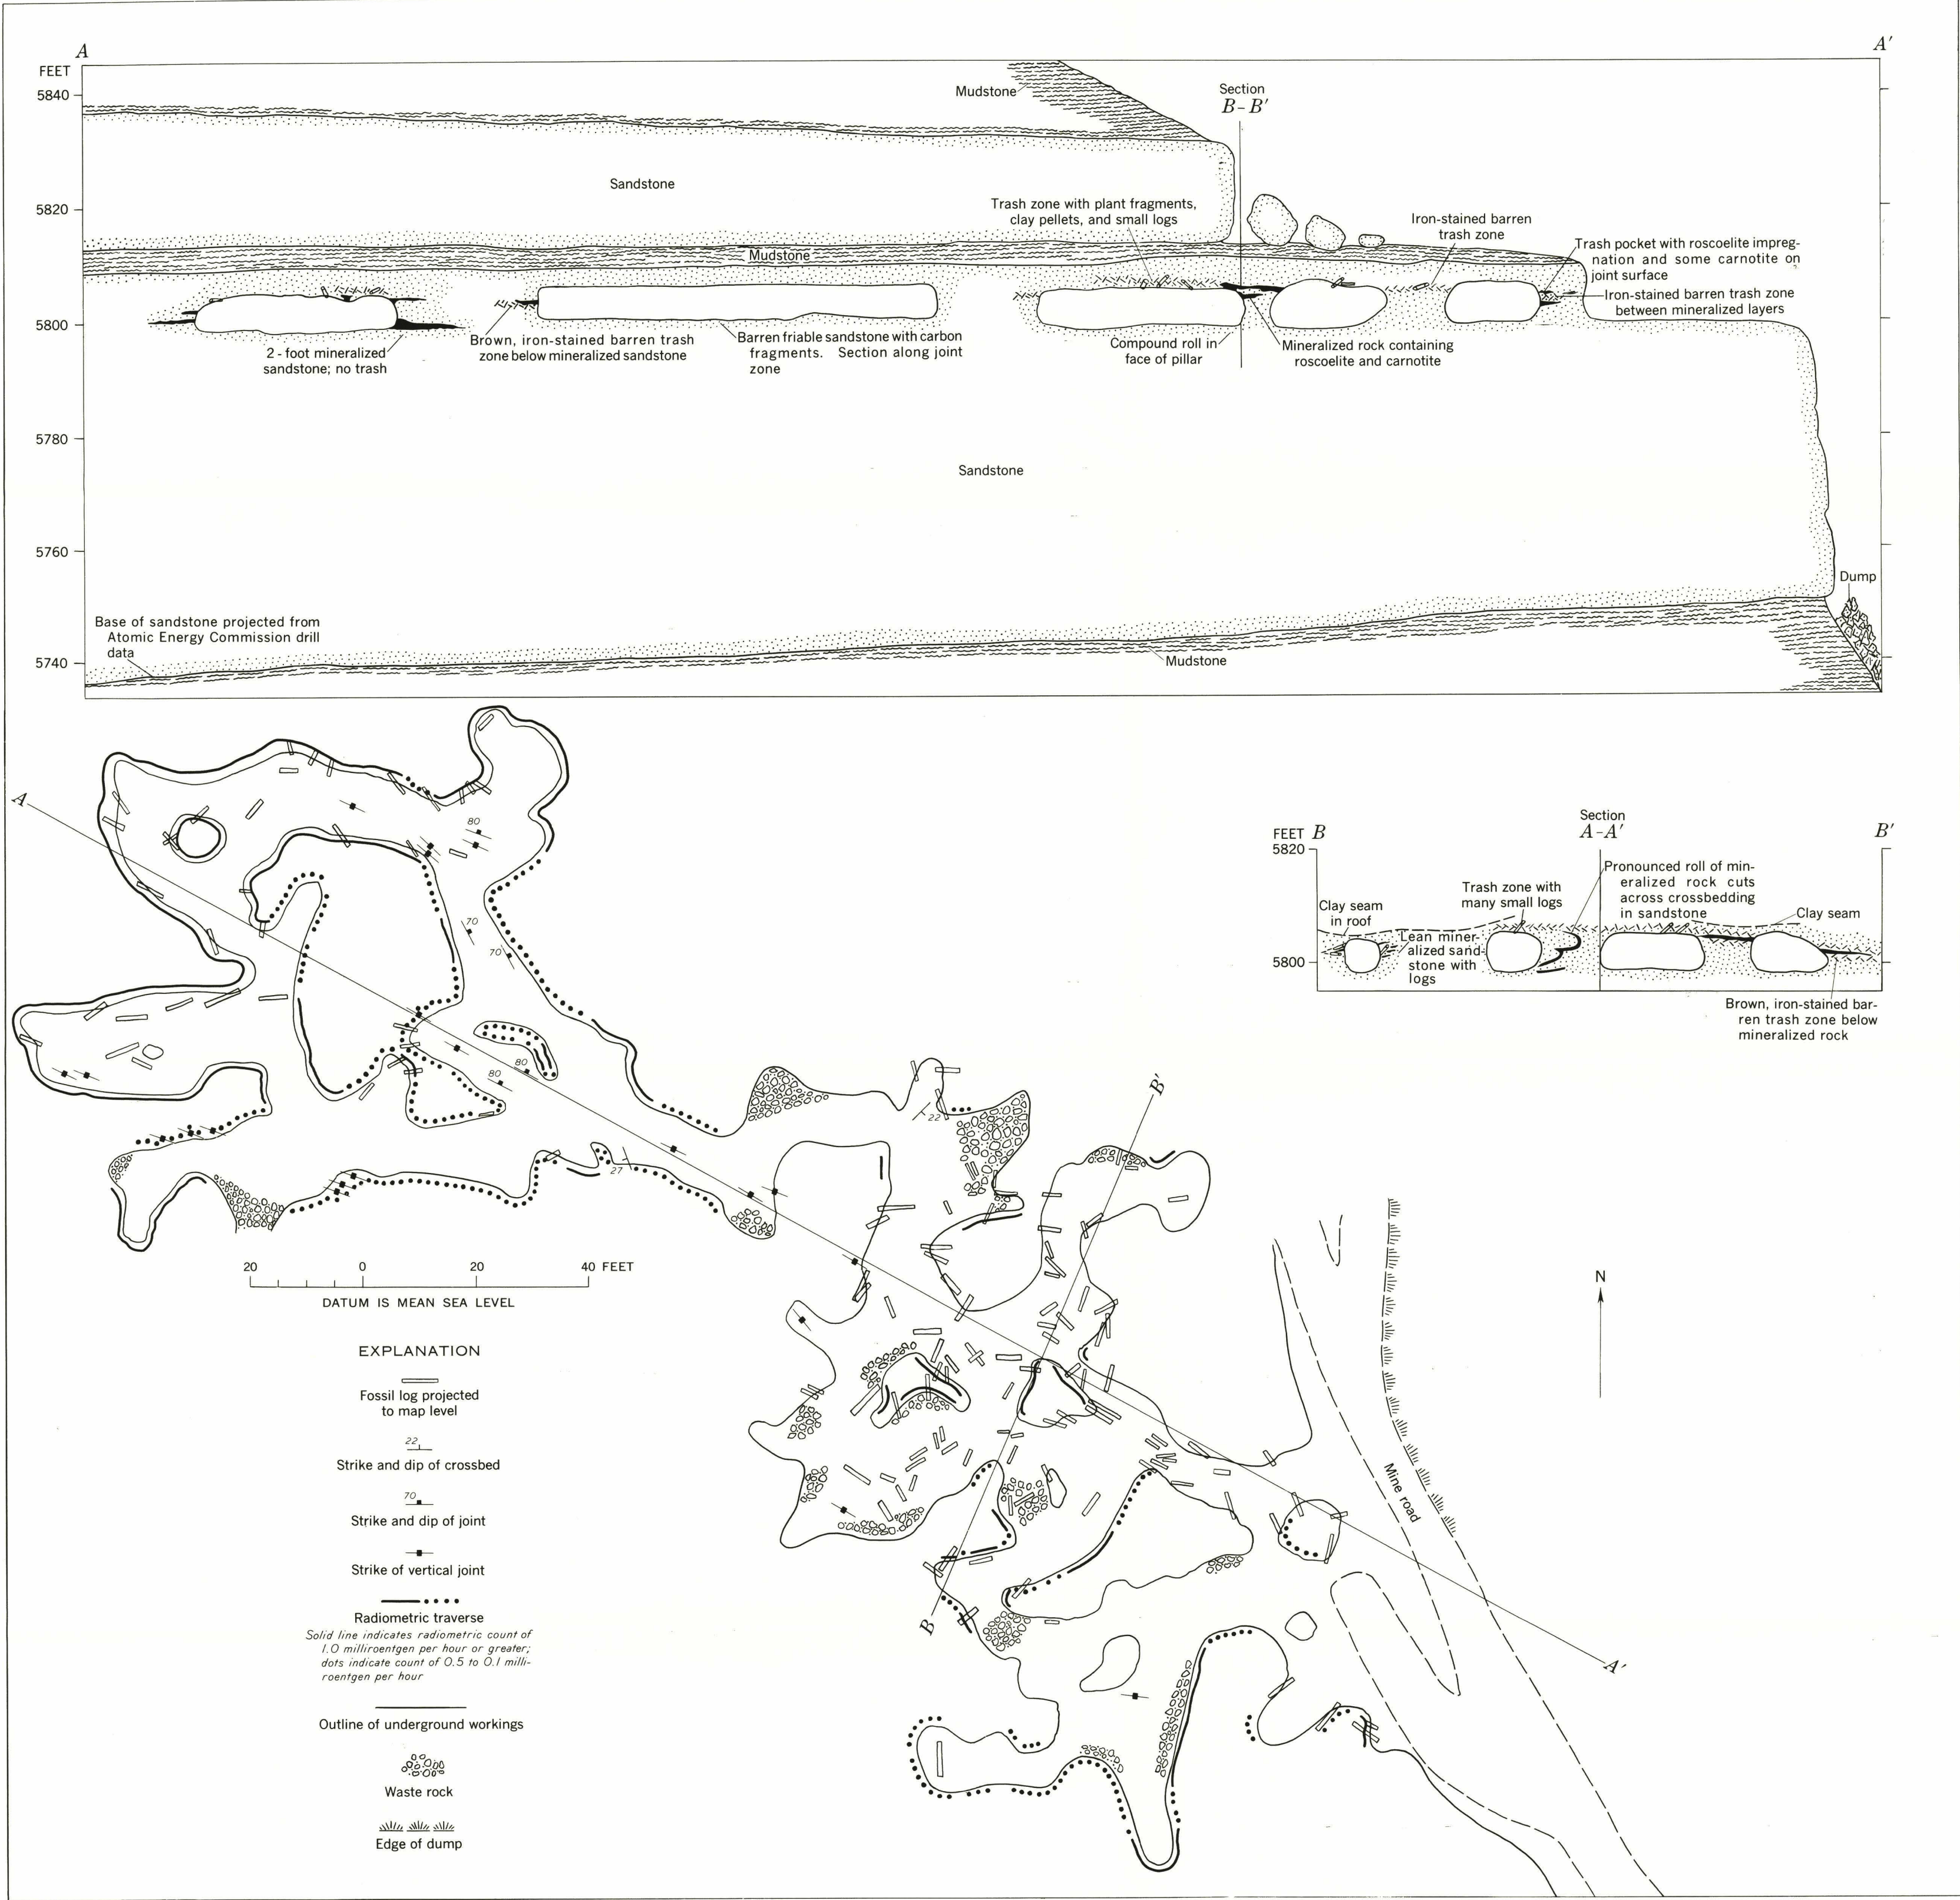 A
A′
FEET
5840
5820
5800
5780
5760
5740
Mudstone
Section
B–B′
Sandstone
Trash zone with plant fragments,
clay pellets, and small logs
Iron-stained barren
trash zone
Trash pocket with roscoelite impreg-
nation and some carnotite on
joint surface
Mudstone
Iron-stained barren trash zone
between mineralized layers
2-foot mineralized
sandstone; no trash
Brown, iron-stained barren trash
zone below mineralized sandstone
Barren friable sandstone with carbon
fragments. Section along joint
zone
Compound roll in
face of pillar
Mineralized rock containing
roscoelite and carnotite
Sandstone
Dump
Base of sandstone projected from
Atomic Energy Commission drill
data
Mudstone
A
80
70
70
80
80
27
22
B′
B
A′
Mine road
N
Section
A–A′
FEET B
B′
5820
5800
Clay seam
in roof
Trash zone with
many small logs
Pronounced roll of min-
eralized rock cuts
across crossbedding
in sandstone
Clay seam
Lean miner-
alized sand-
stone with
logs
Brown, iron-stained bar-
ren trash zone below
mineralized rock
20 0 20 40 FEET
DATUM IS MEAN SEA LEVEL
EXPLANATION
Fossil log projected
to map level
22
Strike and dip of crossbed
70
Strike and dip of joint
Strike of vertical joint
Radiometric traverse
Solid line indicates radiometric count of
1.0 milliroentgen per hour or greater;
dots indicate count of 0.5 to 0.1 milli-
roentgen per hour
Outline of underground workings
Waste rock
Edge of dump